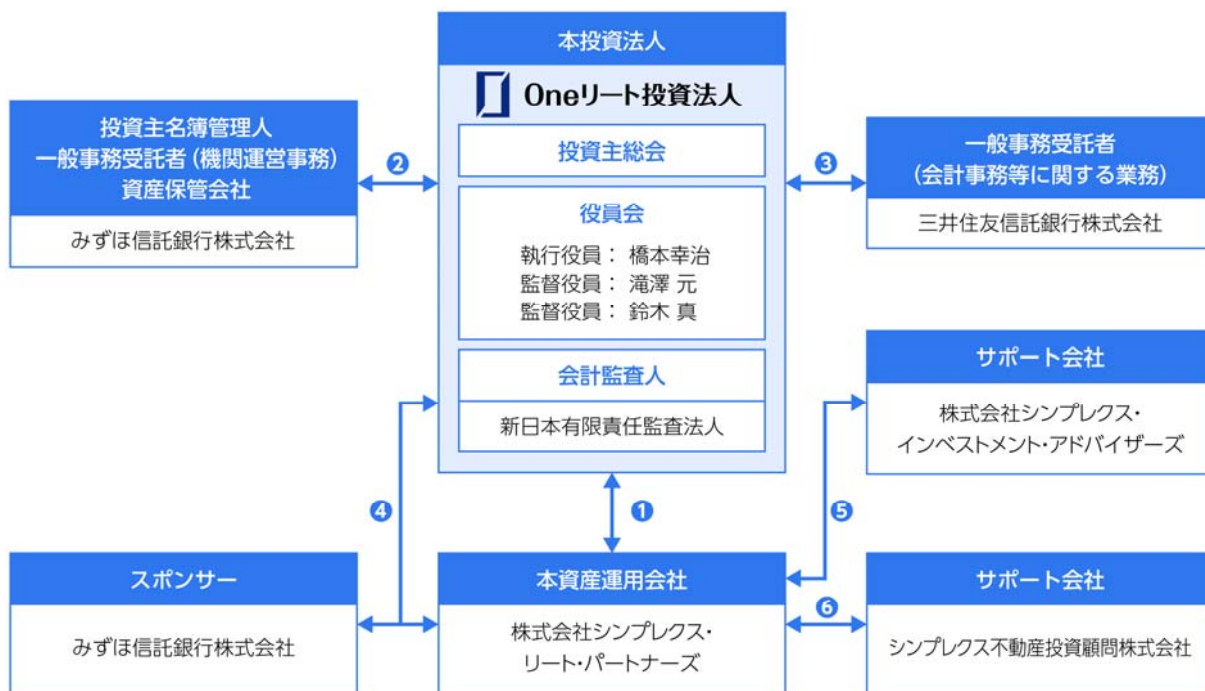 本投資法人
Oneリート投資法人
投資主総会
役員会
執行役員： 橋本幸治
監督役員： 滝澤 元
監督役員： 鈴木 真
会計監査人
新日本有限責任監査法人
投資主名簿管理人
一般事務受託者（機関運営事務）
資産保管会社
みずほ信託銀行株式会社
❷
❸
一般事務受託者
（会計事務等に関する業務）
三井住友信託銀行株式会社
サポート会社
株式会社シンプレクス・
インベストメント・アドバイザーズ
❹
❶
❺
スポンサー
みずほ信託銀行株式会社
本資産運用会社
株式会社シンプレクス・
リート・パートナーズ
❻
サポート会社
シンプレクス不動産投資顧問株式会社